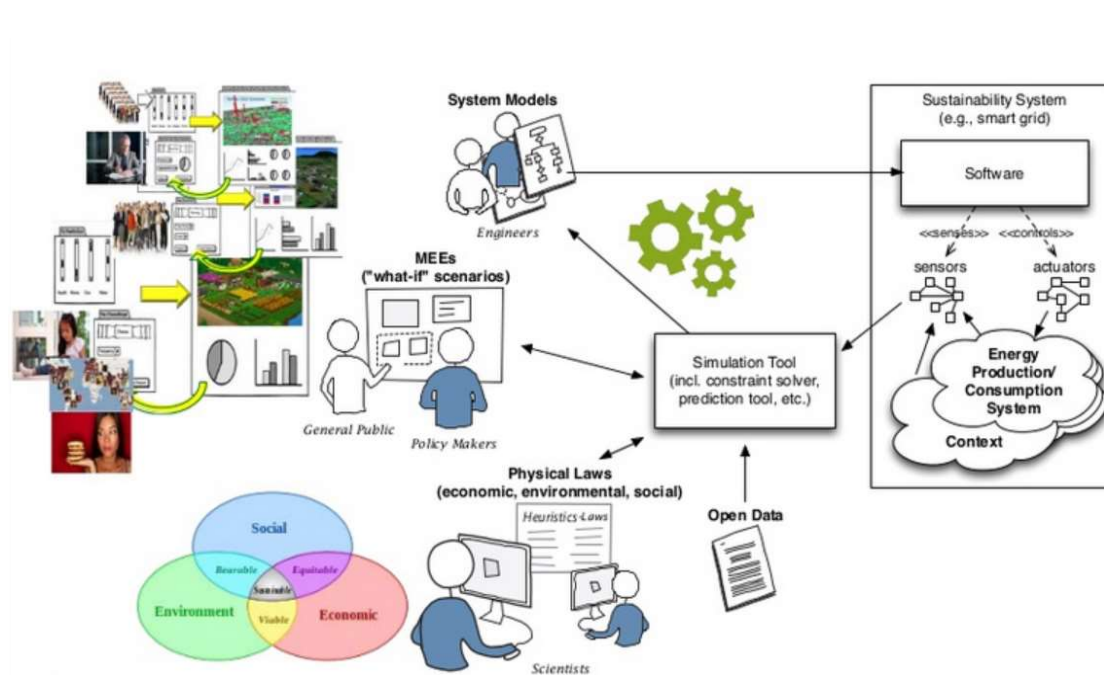 System Models
Engineers
MEEs
("what-if" scenarios)
General Public
Policy Makers
Physical Laws
(economic, environmental, social)
Heuristics-Laws
Scientists
Simulation Tool
(incl. constraint solver,
prediction tool, etc.)
Open Data
Sustainability System
(e.g., smart grid)
Software
<<senses>>
<<controls>>
sensors
actuators
Energy
Production/
Consumption
System
Context
Social
Bearable
Equitable
Sustainable
Environment
Economic
Viable